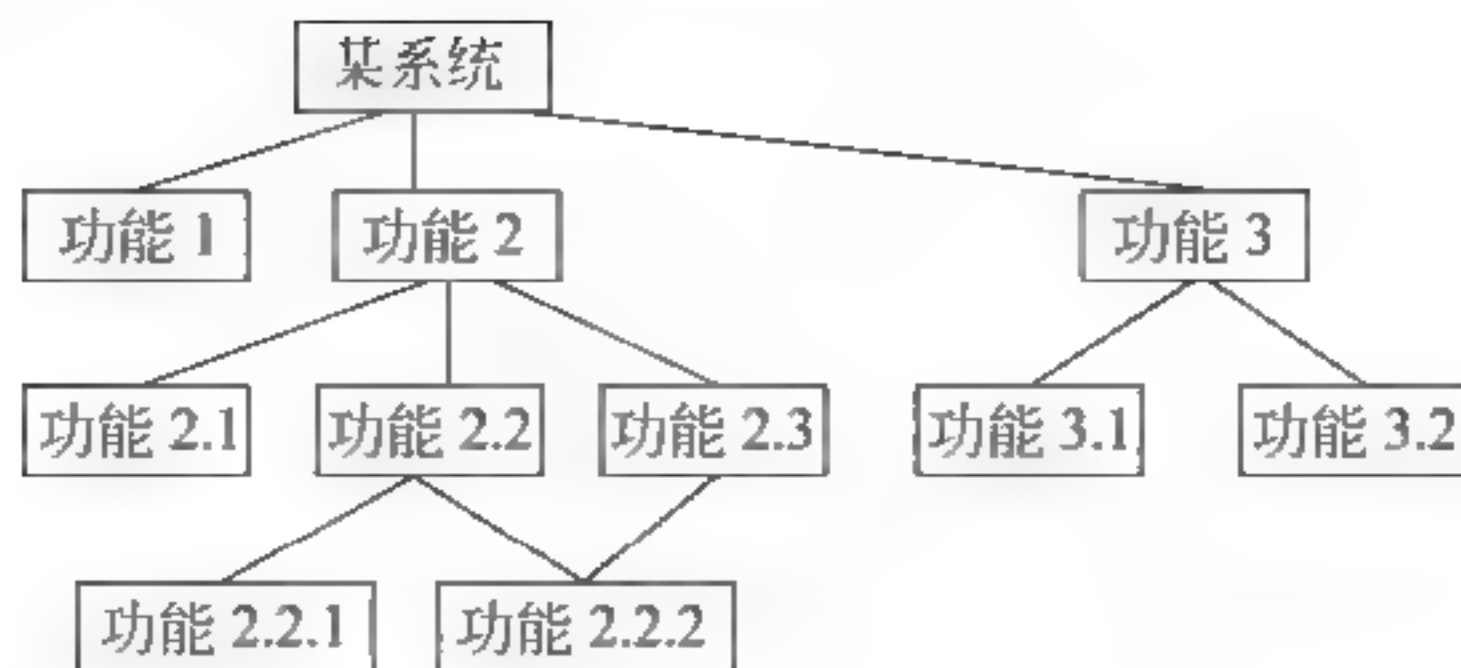 某系统
功能 1
功能 2
功能 3
功能 2.1
功能 2.2
功能 2.3
功能 3.1
功能 3.2
功能 2.2.1
功能 2.2.2